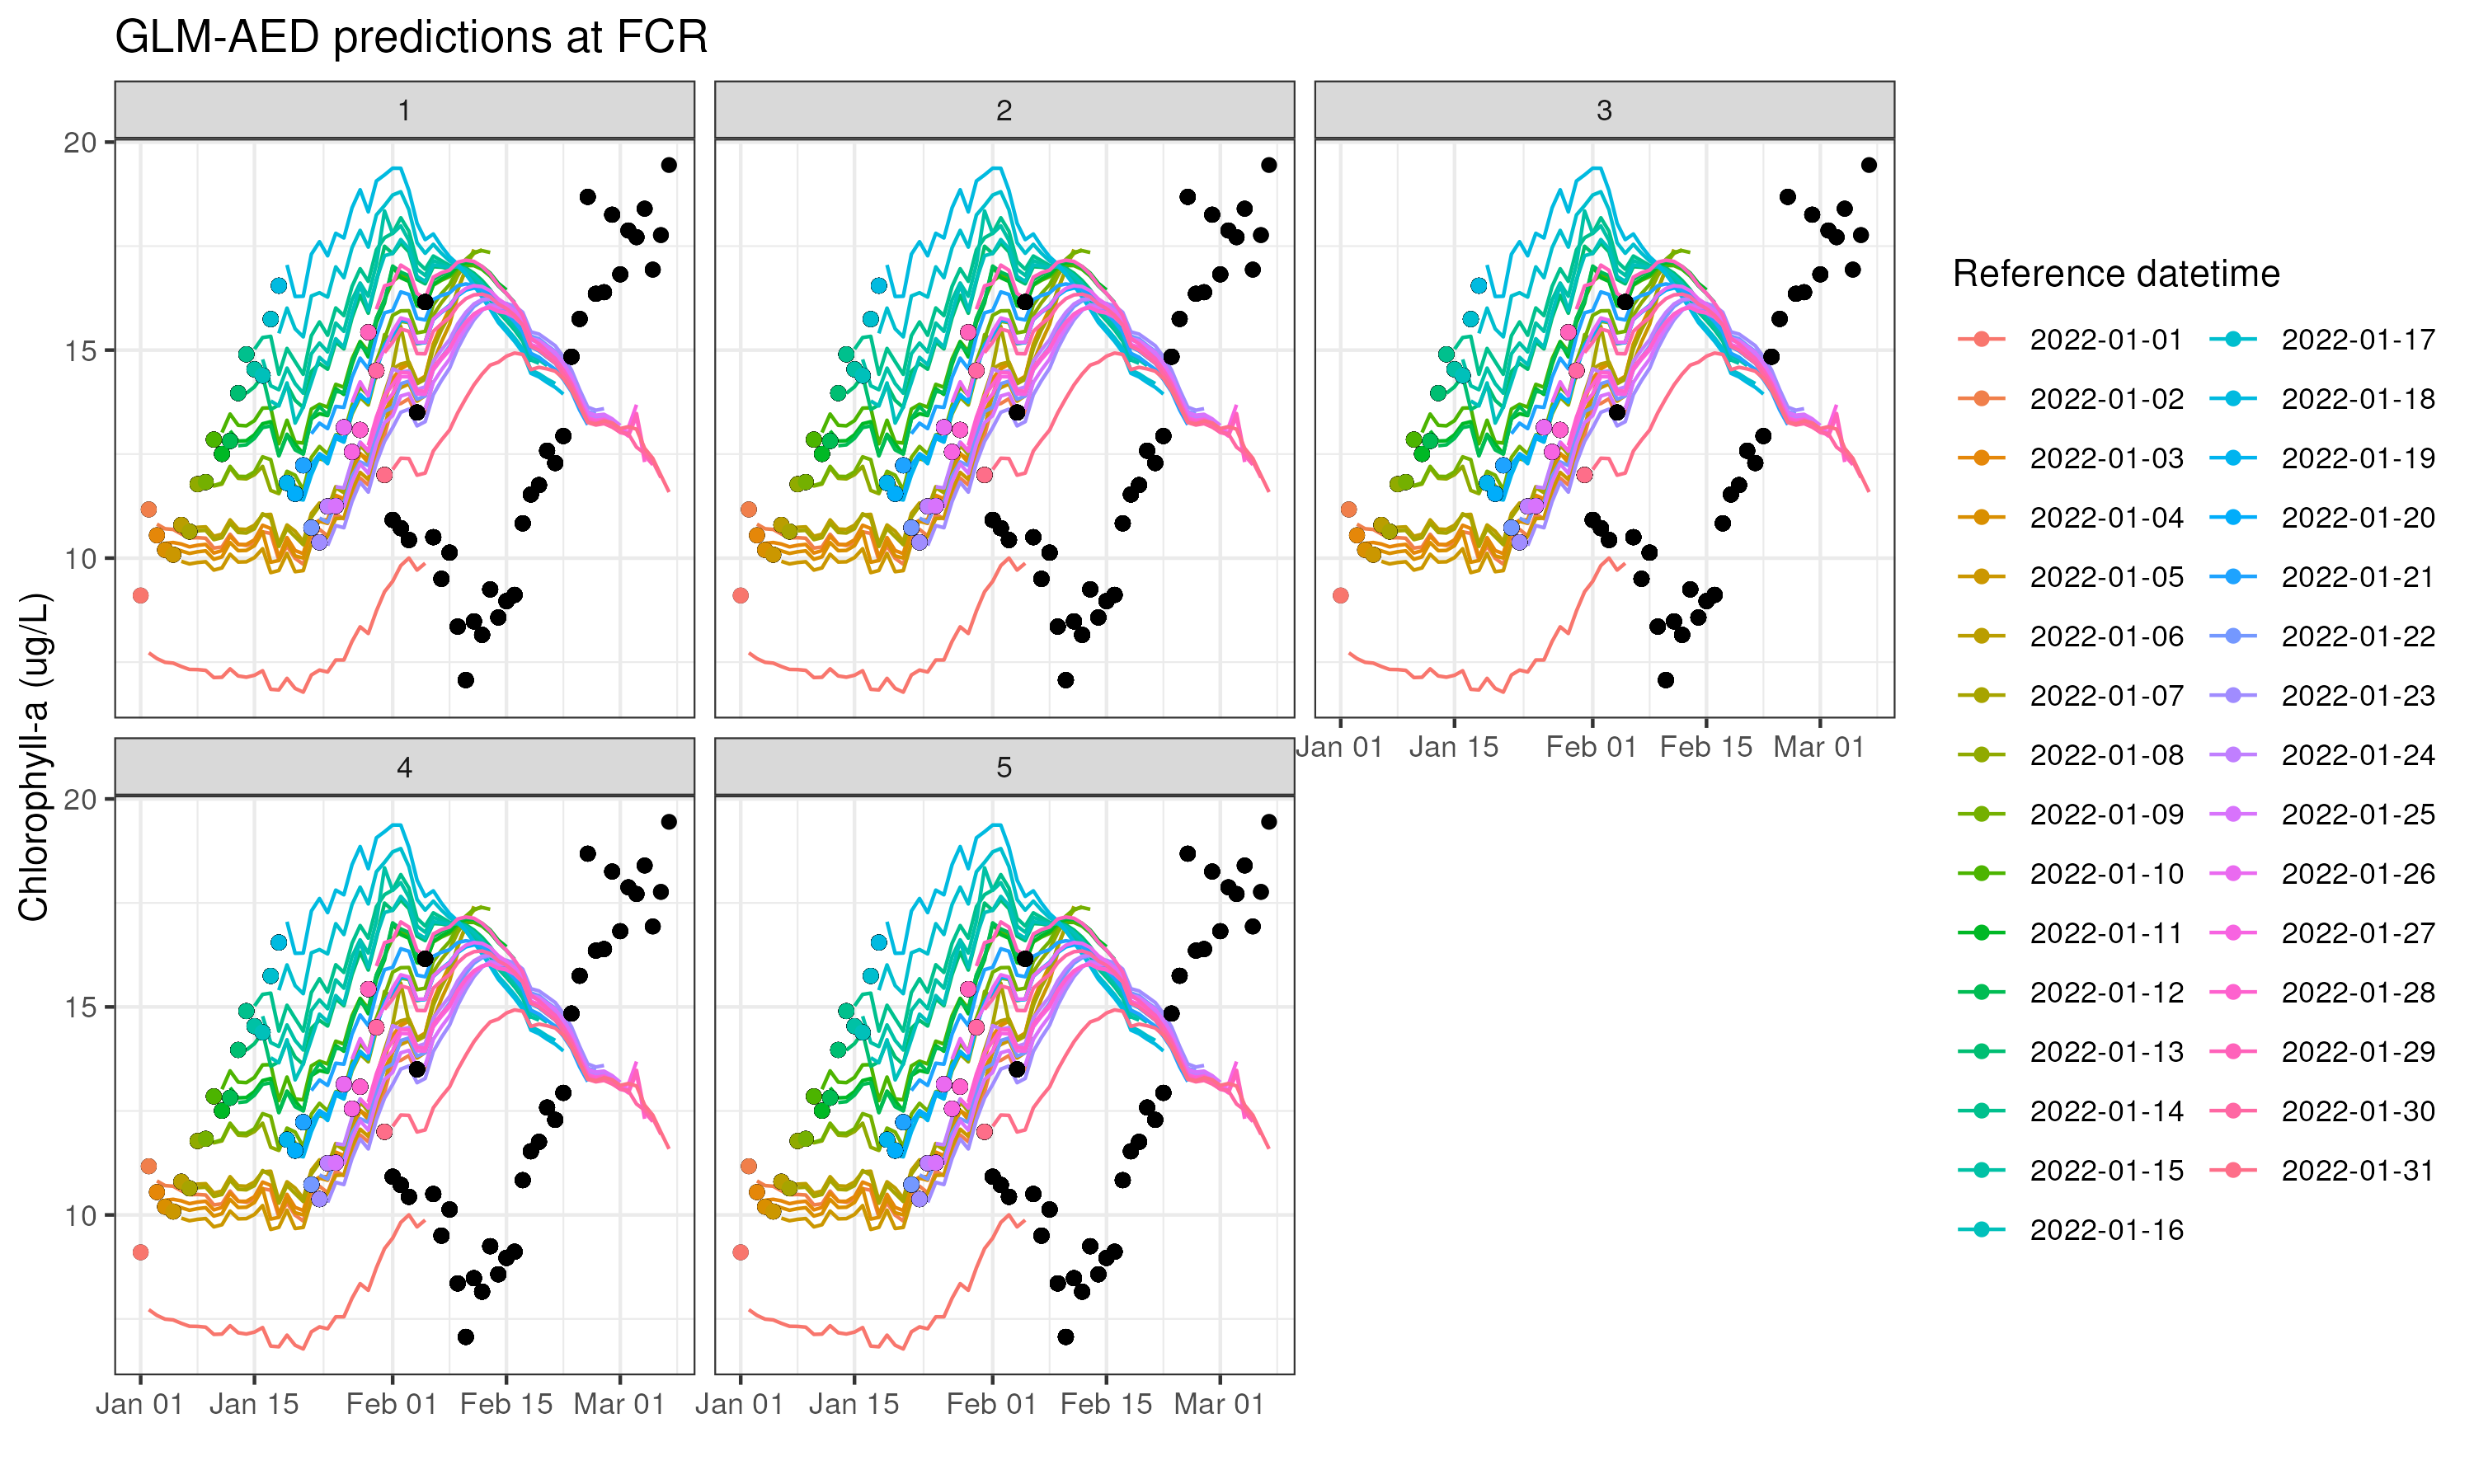 GLM-AED predictions at FCR
1
2
3
20
15
10
Jan 01
Jan 15
Feb 01
Feb 15
Mar 01
4
5
20
15
10
Jan 01
Jan 15
Feb 01
Feb 15
Mar 01
Jan 01
Jan 15
Feb 01
Feb 15
Mar 01
Chlorophyll-a (ug/L)
Reference datetime
2022-01-01
2022-01-02
2022-01-03
2022-01-04
2022-01-05
2022-01-06
2022-01-07
2022-01-08
2022-01-09
2022-01-10
2022-01-11
2022-01-12
2022-01-13
2022-01-14
2022-01-15
2022-01-16
2022-01-17
2022-01-18
2022-01-19
2022-01-20
2022-01-21
2022-01-22
2022-01-23
2022-01-24
2022-01-25
2022-01-26
2022-01-27
2022-01-28
2022-01-29
2022-01-30
2022-01-31